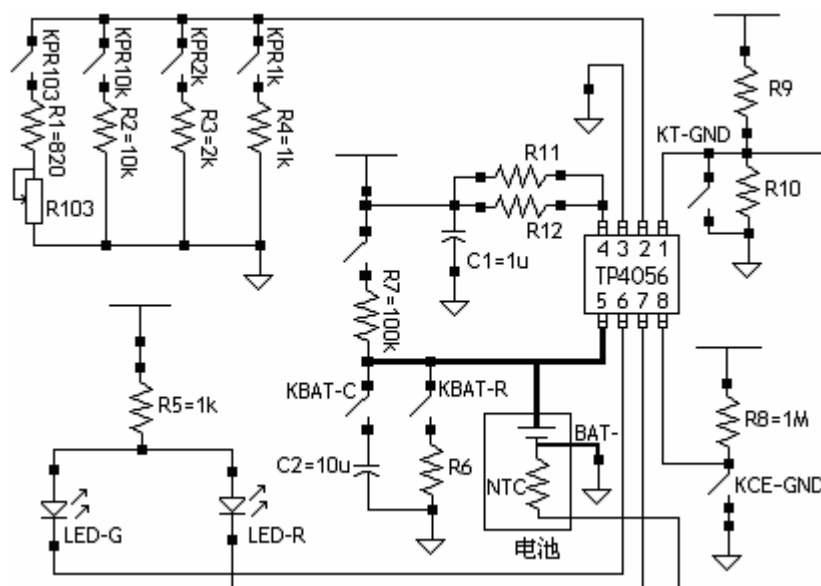 KPR103
KPR10k
KPR2k
KPR1k
R1=820
R2=10k
R3=2k
R4=1k
R103
R11
R12
C1=1u
KT-GND
R9
R10
4 3 2 1
TP4056
5 6 7 8
R7=100k
R5=1k
KBAT-C
KBAT-R
C2=10u
R6
BAT-
NTC
电池
R8=1M
KCE-GND
LED-G
LED-R